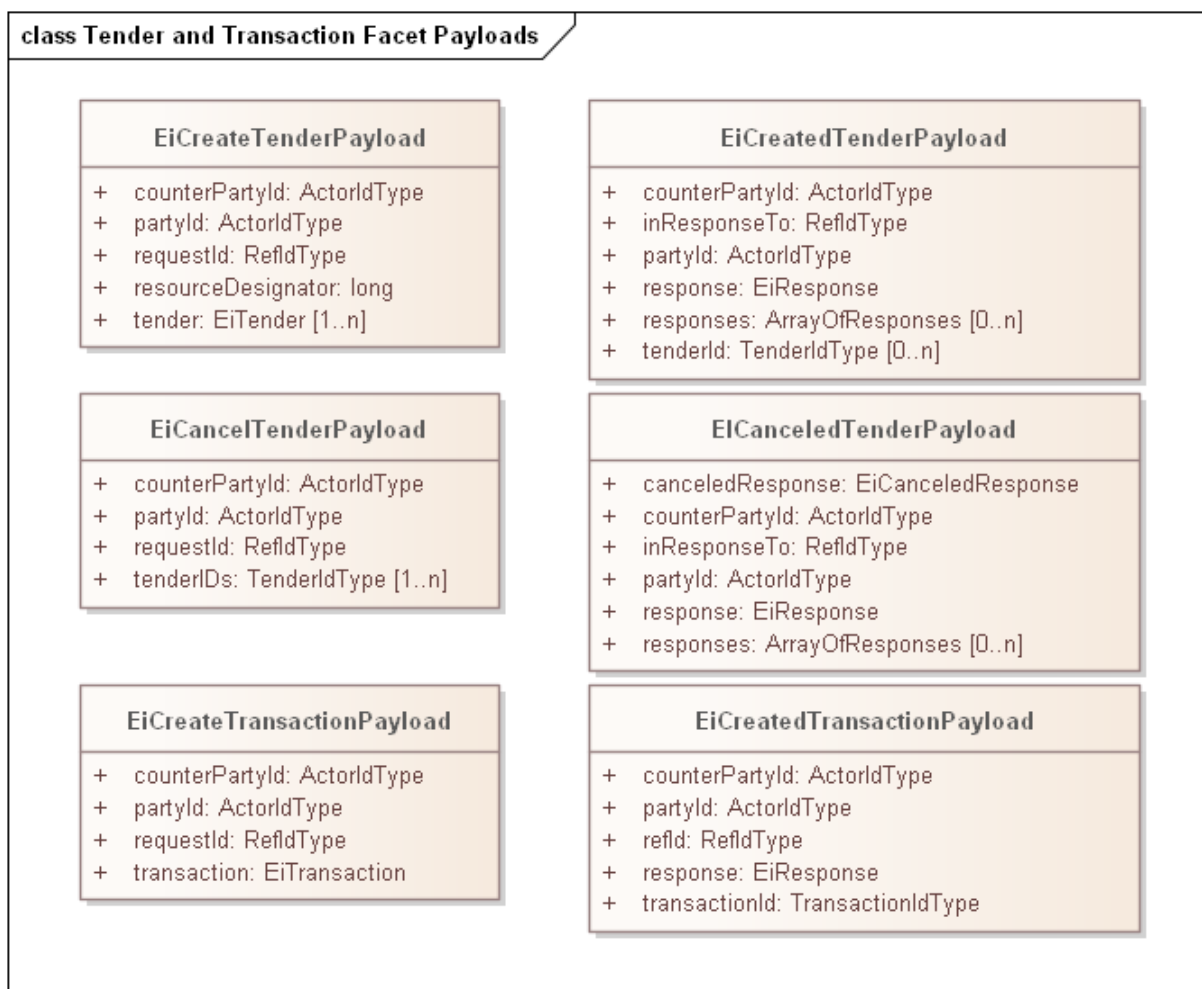 class Tender and Transaction Facet Payloads
EiCreateTenderPayload
+ counterPartyId: ActorIdType
+ partyId: ActorIdType
+ requestId: RefIdType
+ resourceDesignator: long
+ tender: EiTender [1..n]
EiCreatedTenderPayload
+ counterPartyId: ActorIdType
+ inResponseTo: RefIdType
+ partyId: ActorIdType
+ response: EiResponse
+ responses: ArrayOfResponses [0..n]
+ tenderId: TenderIdType [0..n]
EiCancelTenderPayload
+ counterPartyId: ActorIdType
+ partyId: ActorIdType
+ requestId: RefIdType
+ tenderIDs: TenderIdType [1..n]
EICanceledTenderPayload
+ canceledResponse: EiCanceledResponse
+ counterPartyId: ActorIdType
+ inResponseTo: RefIdType
+ partyId: ActorIdType
+ response: EiResponse
+ responses: ArrayOfResponses [0..n]
EiCreateTransactionPayload
+ counterPartyId: ActorIdType
+ partyId: ActorIdType
+ requestId: RefIdType
+ transaction: EiTransaction
EiCreatedTransactionPayload
+ counterPartyId: ActorIdType
+ partyId: ActorIdType
+ refId: RefIdType
+ response: EiResponse
+ transactionId: TransactionIdType